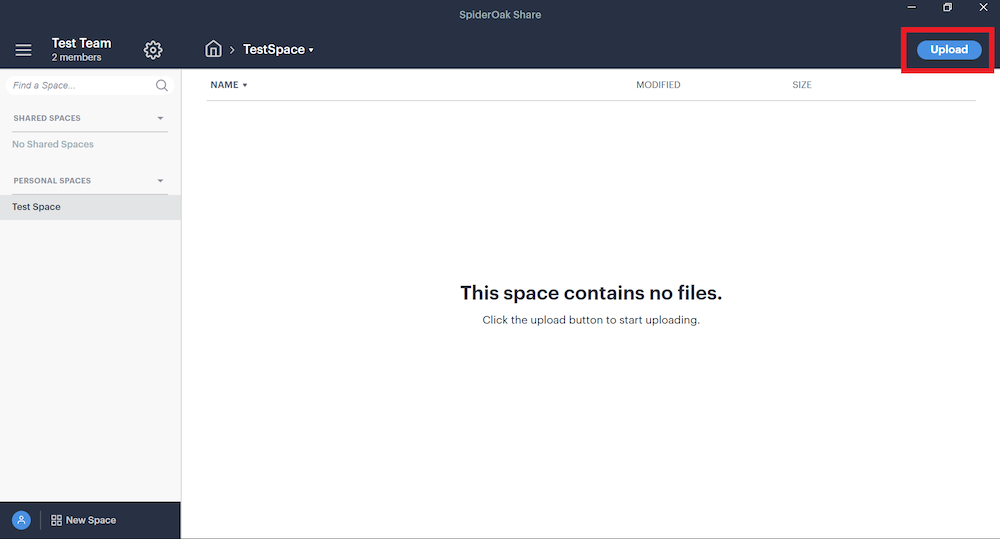 SpiderOak Share
Test Team
2 members
TestSpace
Upload
Find a Space...
NAME
MODIFIED
SIZE
SHARED SPACES
No Shared Spaces
PERSONAL SPACES
Test Space
This space contains no files.
Click the upload button to start uploading.
New Space